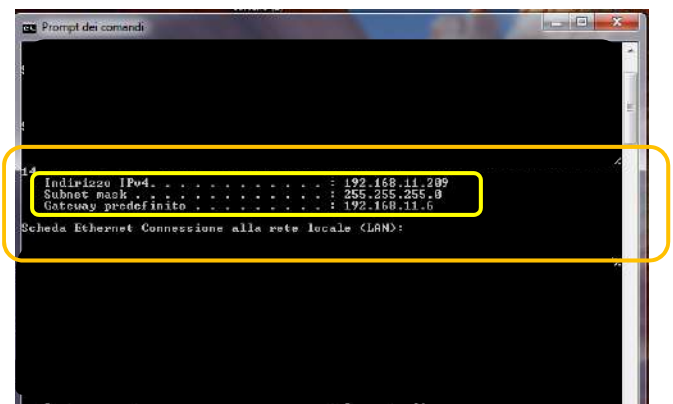 Prompt dei comandi
14
Indirizzo IPv4. . . . . . . . . . . . : 192.168.11.209
Subnet mask . . . . . . . . . . . . . : 255.255.255.0
Gateway predefinito . . . . . . . . . : 192.168.11.6
Scheda Ethernet Connessione alla rete locale (LAN):